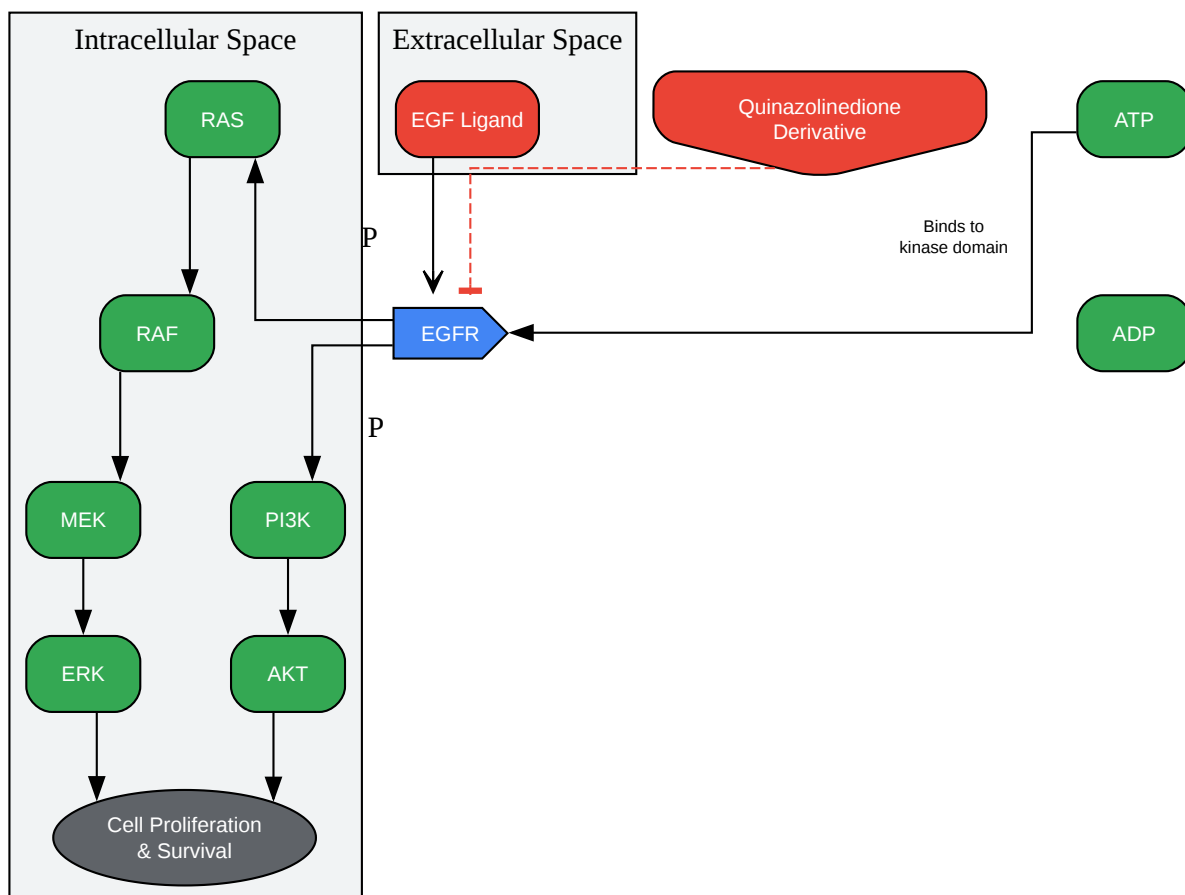 Intracellular Space
Extracellular Space
RAS
EGF Ligand
Quinazolinedione
Derivative
ATP
P
Binds to
kinase domain
RAF
EGFR
ADP
P
MEK
PI3K
ERK
AKT
Cell Proliferation
& Survival